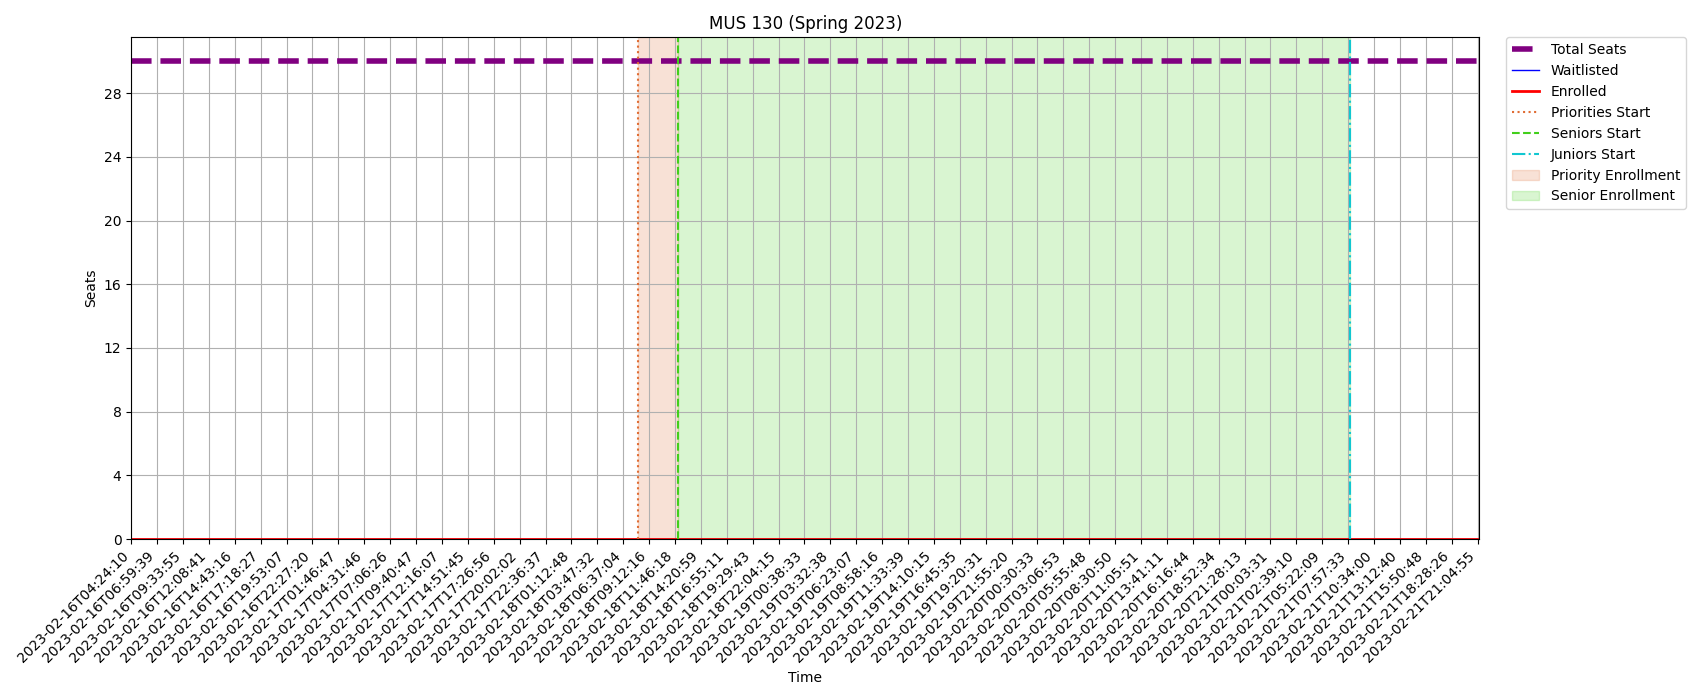 MUS 130 (Spring 2023)
Total Seats
Waitlisted
Enrolled
Priorities Start
Seniors Start
Juniors Start
Priority Enrollment
Senior Enrollment
Seats
28
24
20
16
12
8
4
0
2023-02-16T04:24:10
2023-02-16T06:59:39
2023-02-16T09:33:55
2023-02-16T12:08:41
2023-02-16T14:43:16
2023-02-16T17:18:27
2023-02-16T19:53:07
2023-02-16T22:27:20
2023-02-17T01:46:47
2023-02-17T04:31:46
2023-02-17T07:06:26
2023-02-17T09:40:47
2023-02-17T12:16:07
2023-02-17T14:51:45
2023-02-17T17:26:56
2023-02-17T20:02:02
2023-02-17T22:36:37
2023-02-18T01:12:48
2023-02-18T03:47:32
2023-02-18T06:37:04
2023-02-18T09:12:16
2023-02-18T11:46:18
2023-02-18T14:20:59
2023-02-18T16:55:11
2023-02-18T19:29:43
2023-02-18T22:04:15
2023-02-19T00:38:33
2023-02-19T03:32:38
2023-02-19T06:23:07
2023-02-19T08:58:16
2023-02-19T11:33:39
2023-02-19T14:10:15
2023-02-19T16:45:35
2023-02-19T19:20:31
2023-02-19T21:55:20
2023-02-20T00:30:33
2023-02-20T03:06:53
2023-02-20T05:55:48
2023-02-20T08:30:50
2023-02-20T11:05:51
2023-02-20T13:41:11
2023-02-20T16:16:44
2023-02-20T18:52:34
2023-02-20T21:28:13
2023-02-21T00:03:31
2023-02-21T02:39:10
2023-02-21T05:22:09
2023-02-21T07:57:33
2023-02-21T10:34:00
2023-02-21T13:12:40
2023-02-21T15:50:48
2023-02-21T18:28:26
2023-02-21T21:04:55
Time